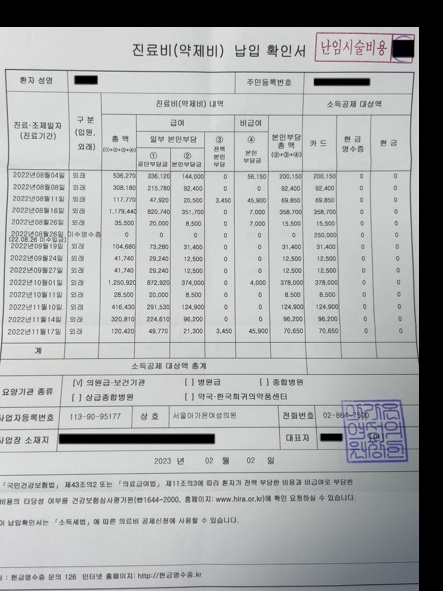 진료비(약제비) 납입 확인서
난임시술비용
환자 성명 주민등록번호
진료·조제일자 (진료기간) 구 분 (입원, 외래) 진료비(약제비) 내역 소득공제 대상액
총 액 급여 비급여 본인부담 총 액 카 드 현 금 영수증 현 금
일부 본인부담 ③ 전액 본인 부담 ④ 본인 부담금
① 공단부담금 ② 본인부담금
2022년08월04일 외래 536,270 336,120 144,000 0 56,150 200,150 200,150 0 0
2022년08월08일 외래 308,180 215,780 92,400 0 0 92,400 92,400 0 0
2022년08월11일 외래 117,770 47,920 20,500 3,450 45,900 69,850 69,850 0 0
2022년08월16일 외래 1,179,440 820,740 351,700 0 7,000 358,700 358,700 0 0
2022년08월26일 외래 35,500 20,000 8,500 0 7,000 15,500 15,500 0 0
2022년08월26일 미수영수증 0 0 0 0 0 0 250,000 0 0
(22.08.26 미수입금)
2022년09월19일 외래 104,680 73,280 31,400 0 0 31,400 31,400 0 0
2022년09월24일 외래 41,740 29,240 12,500 0 0 12,500 12,500 0 0
2022년09월27일 외래 41,740 29,240 12,500 0 0 12,500 12,500 0 0
2022년10월01일 외래 1,250,920 872,920 374,000 0 4,000 378,000 378,000 0 0
2022년10월11일 외래 28,500 20,000 8,500 0 0 8,500 8,500 0 0
2022년11월10일 외래 416,430 291,530 124,900 0 0 124,900 124,900 0 0
2022년11월14일 외래 320,810 224,610 96,200 0 0 96,200 96,200 0 0
2022년11월17일 외래 120,420 49,770 21,300 3,450 45,900 70,650 70,650 0 0
계
소득공제 대상액 총계
요양기관 종류 [√] 의원급·보건기관 [ ] 병원급 [ ] 종합병원
[ ] 상급종합병원 [ ] 약국·한국희귀의약품센터
사업자등록번호 113-90-95177 상 호 서울아가온여성의원 전화번호 02-864-7500
사업장 소재지 대표자
2023 년 02 월 02 일
「국민건강보험법」 제43조의2 또는 「의료급여법」 제11조의3에 따라 환자가 전액 부담한 비용과 비급여로 부담한
비용의 타당성 여부를 건강보험심사평가원(☎1644-2000, 홈페이지: www.hira.or.kr)에 확인 요청하실 수 있습니다.
이 납입확인서는 「소득세법」에 따른 의료비 공제신청에 사용할 수 있습니다.
: 현금영수증 문의 126 인터넷 홈페이지: http://현금영수증.kr